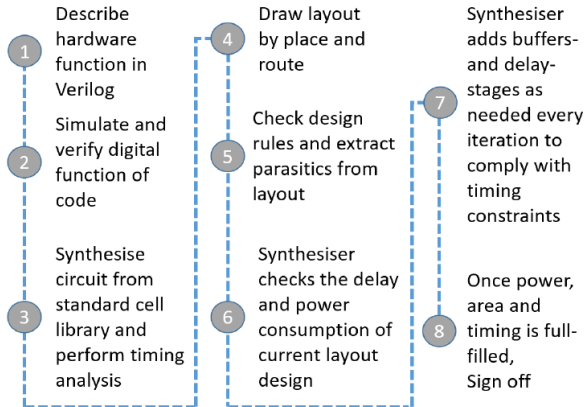 1
Describe
hardware
function in
Verilog
2
Simulate and
verify digital
function of
code
3
Synthesise
circuit from
standard cell
library and
perform timing
analysis
4
Draw layout
by place and
route
5
Check design
rules and extract
parasitics from
layout
6
Synthesiser
checks the delay
and power
consumption of
current layout
design
7
Synthesiser
adds buffers-
and delay-
stages as
needed every
iteration to
comply with
timing
constraints
8
Once power,
area and
timing is full-
filled,
Sign off